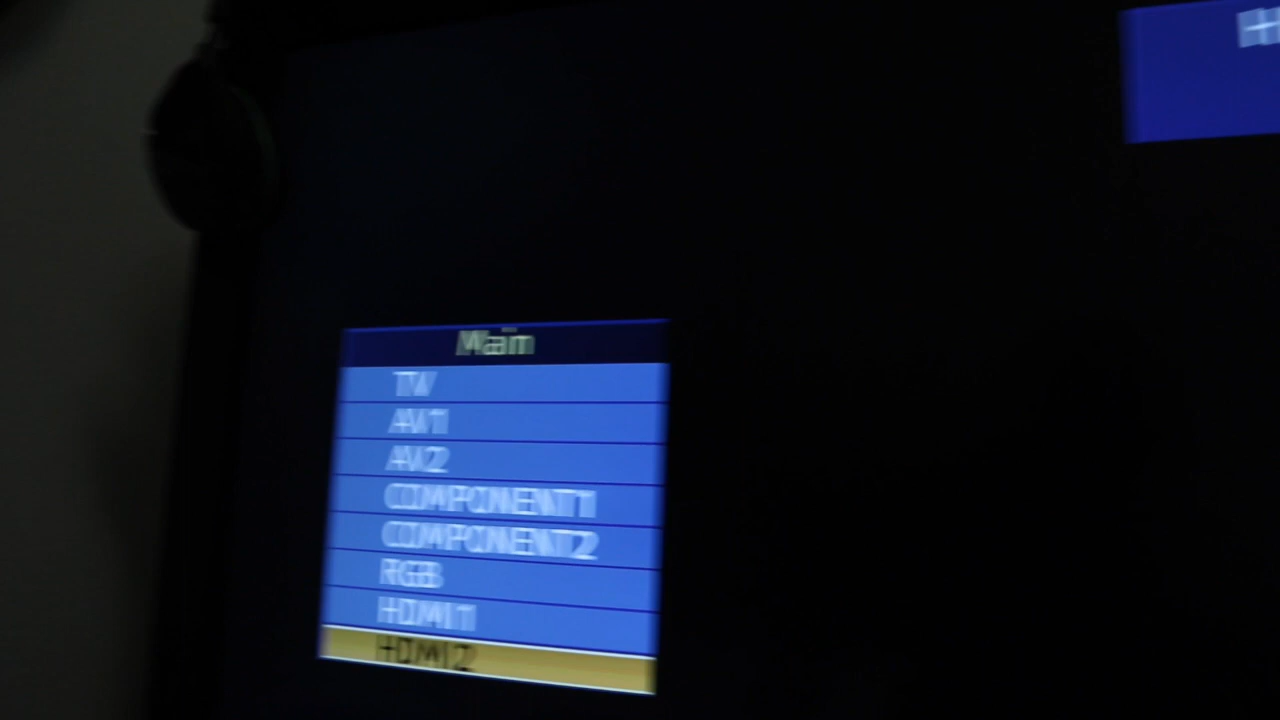 Main
TV
AV1
AV2
COMPONENT1
COMPONENT2
RGB
HDMI1
HDMI2